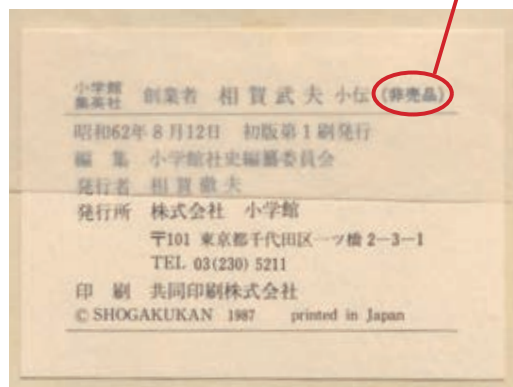 小学館
集英社 創業者 相賀武夫 小伝 (非売品)
昭和62年8月12日 初版第1刷発行
編 集 小学館社史編纂委員会
発行者 相賀徹夫
発行所 株式会社 小学館
〒101 東京都千代田区一ツ橋2-3-1
TEL 03(230) 5211
印 刷 共同印刷株式会社
© SHOGAKUKAN 1987 printed in Japan